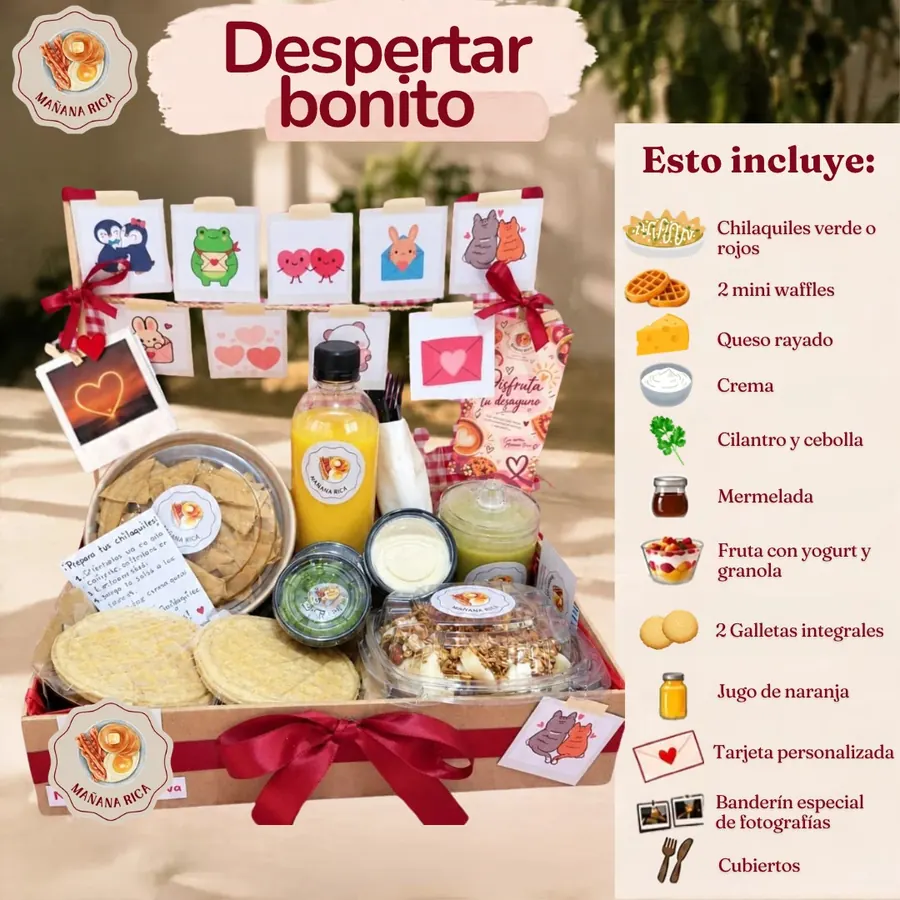 MAÑANA RICA
Despertar
bonito
Esto incluye:
Chilaquiles verde o
rojos
2 mini waffles
Queso rayado
Crema
Cilantro y cebolla
Mermelada
Fruta con yogurt y
granola
2 Galletas integrales
Jugo de naranja
Tarjeta personalizada
Banderín especial
de fotografías
Cubiertos
Disfruta
tu desayuno
MAÑANA RICA
MAÑANA RICA
Prepara tus chilaquiles
MAÑANA RICA
MAÑANA RICA